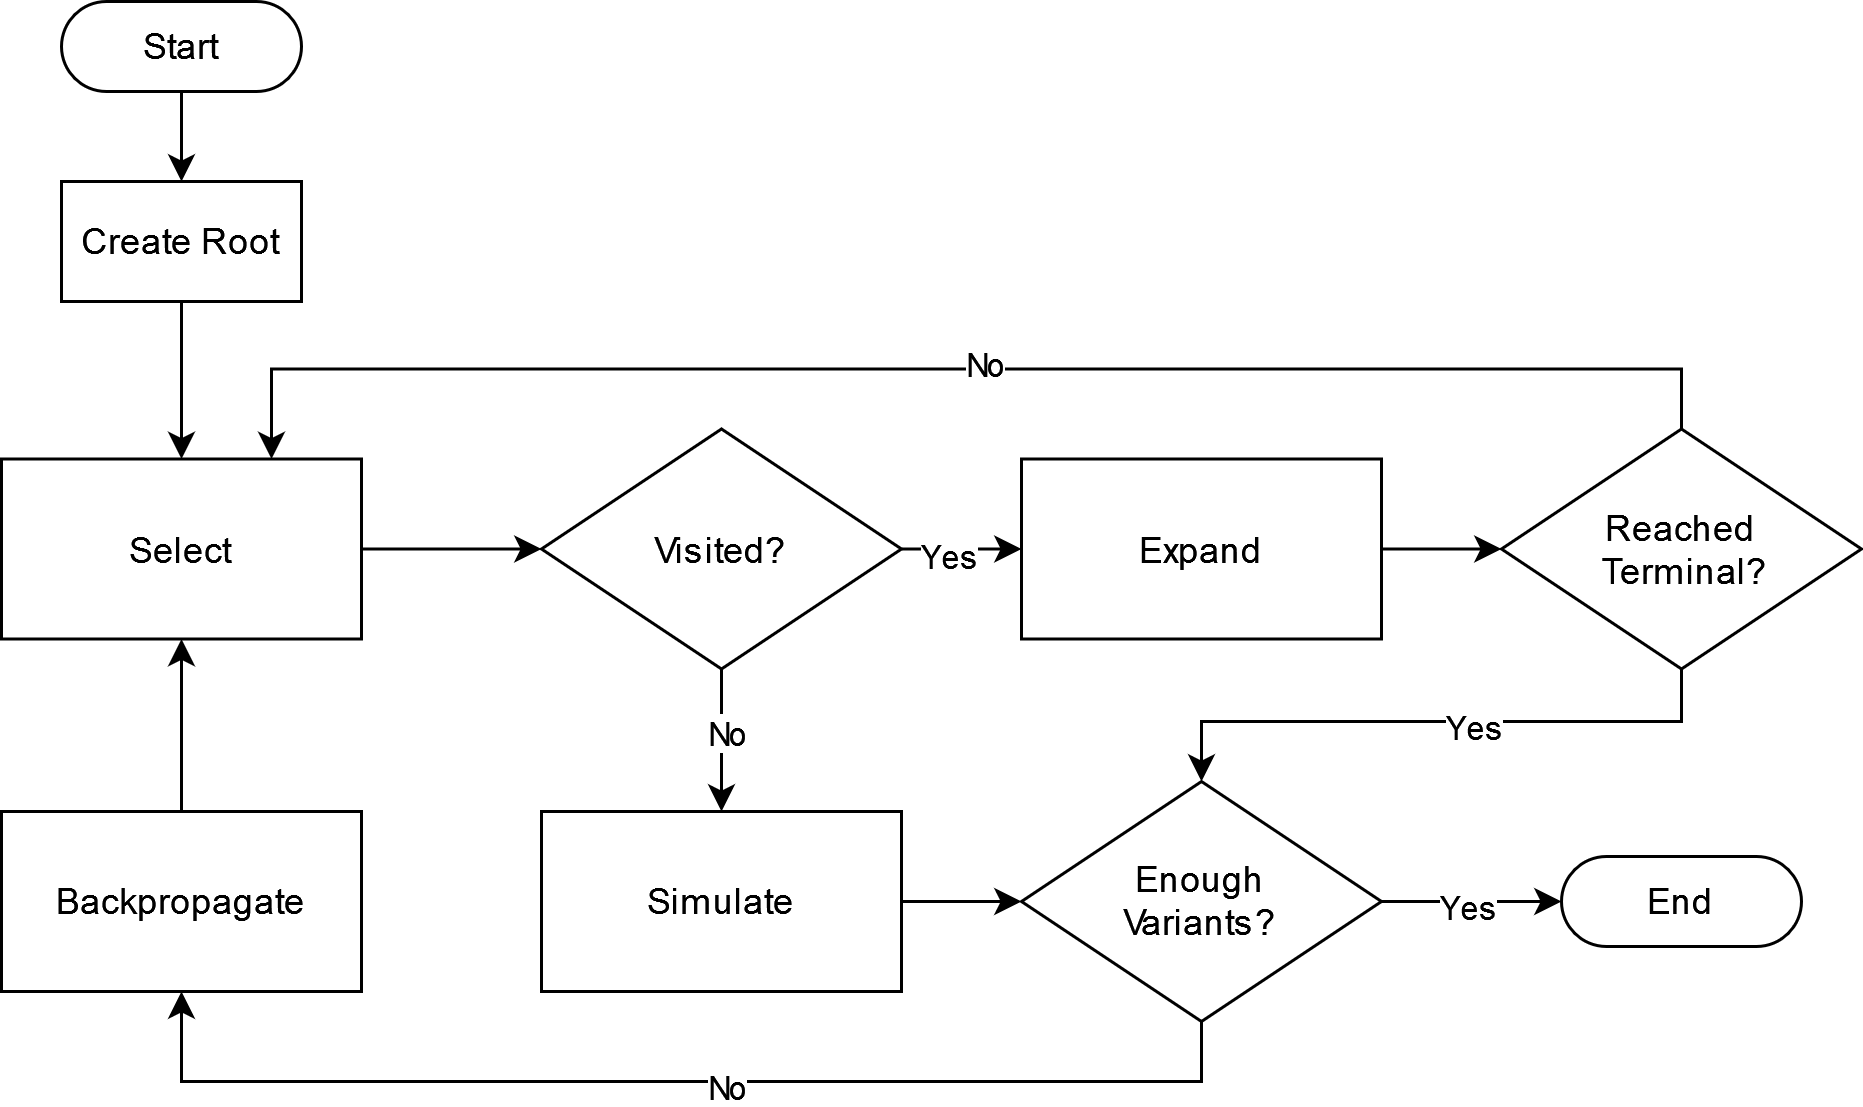 Start
Create Root
No
Select
Visited?
Yes
Expand
Reached
Terminal?
No
Yes
Backpropagate
Simulate
Enough
Variants?
Yes
End
No